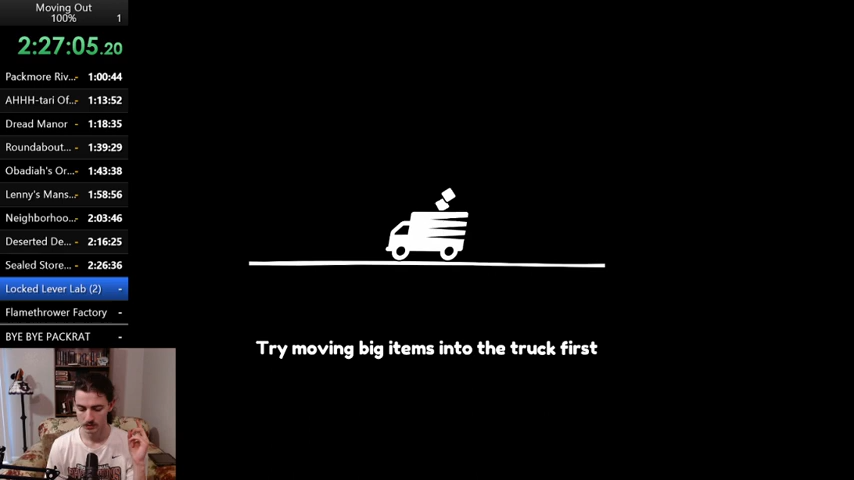 Moving Out
100% 1
2:27:05.20
Packmore Riv... - 1:00:44
AHHH-tari Of... - 1:13:52
Dread Manor - 1:18:35
Roundabout... - 1:39:29
Obadiah's Or... - 1:43:38
Lenny's Mans... - 1:58:56
Neighborhoo... - 2:03:46
Deserted De... - 2:16:25
Sealed Store... - 2:26:36
Locked Lever Lab (2) -
Flamethrower Factory -
BYE BYE PACKRAT -
Try moving big items into the truck first